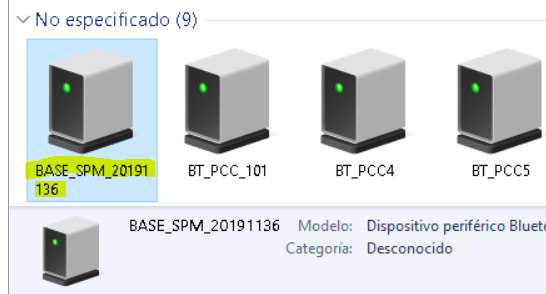 No especificado (9)
BASE_SPM_20191
136
BT_PCC_101
BT_PCC4
BT_PCC5
BASE_SPM_20191136 Modelo: Dispositivo periférico Blueto
Categoría: Desconocido